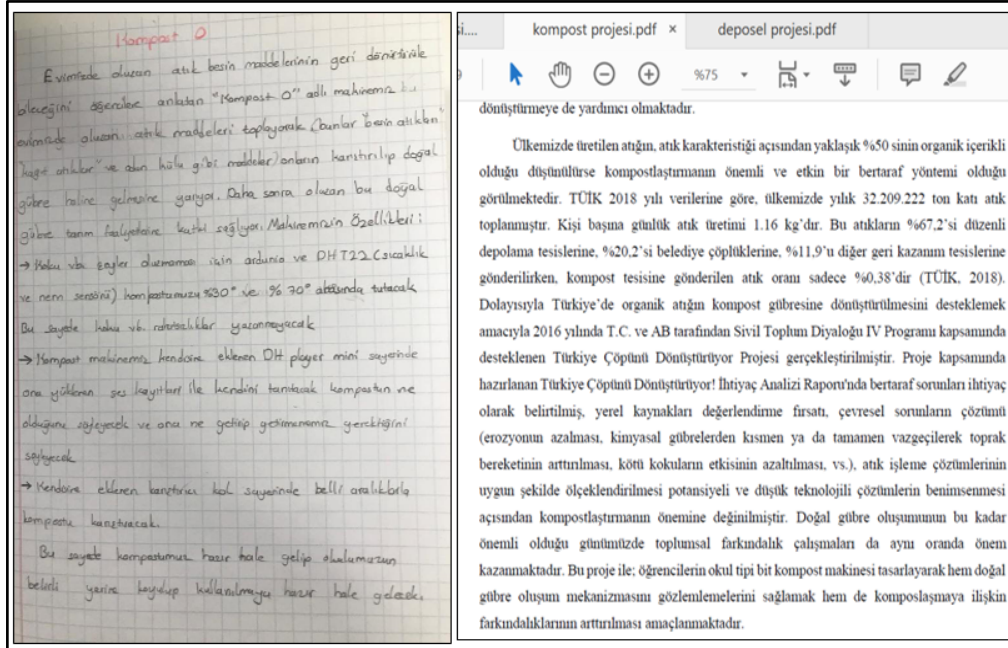 Kompost O
Evimizde oluşan atık besin maddelerinin geri dönüştürüle
bileceğini öğrencilere anlatan "Kompost O" adlı makinemiz
evimizde oluşan atık maddeleri toplayarak (bunlar besin atıkları
kağıt atıklar ve odun külü gibi maddeler) onların karıştırılıp doğal
gübre haline gelmesine yarıyor. Daha sonra oluşan bu doğal
gübre tarım faaliyetlerine katkı sağlıyor. Makinemizin Özellikleri:
→ Koku vb. gazlar oluşmaması için ardunio ve DHT22 (sıcaklık
ve nem sensörü) kompostumuzu %30° ve %70° arasında tutacak
Bu sayede koku vb. rahatsızlıklar yaşanmayacak
→ Kompost makinemiz kendisine eklenen DH player mini sayesinde
ona yüklenen ses kayıtları ile kendini tanıtacak kompostun ne
olduğunu söyleyecek ve ona ne getirip getirmememiz gerektiğini
söyleyecek
→ Kendisine eklenen karıştırıcı kol sayesinde belli aralıklarla
kompostu karıştıracak.
Bu sayede kompostumuz hazır hale gelip okulumuzun
belirli yerine koyulup kullanılmaya hazır hale gelecek.
kompost projesi.pdf × deposel projesi.pdf
%75
dönüştürmeye de yardımcı olmaktadır.
Ülkemizde üretilen atığın, atık karakteristiği açısından yaklaşık %50 sinin organik içerikli
olduğu düşünülürse kompostlaştırmanın önemli ve etkin bir bertaraf yöntemi olduğu
görülmektedir. TÜİK 2018 yılı verilerine göre, ülkemizde yıllık 32.209.222 ton katı atık
toplanmıştır. Kişi başına günlük atık üretimi 1.16 kg'dır. Bu atıkların %67,2'si düzenli
depolama tesislerine, %20,2'si belediye çöplüklerine, %11,9'u diğer geri kazanım tesislerine
gönderilirken, kompost tesisine gönderilen atık oranı sadece %0,38'dir (TÜİK, 2018).
Dolayısıyla Türkiye'de organik atığın kompost gübresine dönüştürülmesini desteklemek
amacıyla 2016 yılında T.C. ve AB tarafından Sivil Toplum Diyaloğu IV Programı kapsamında
desteklenen Türkiye Çöpünü Dönüştürüyor Projesi gerçekleştirilmiştir. Proje kapsamında
hazırlanan Türkiye Çöpünü Dönüştürüyor! İhtiyaç Analizi Raporu'nda bertaraf sorunları ihtiyaç
olarak belirtilmiş, yerel kaynakları değerlendirme fırsatı, çevresel sorunların çözümü
(erozyonun azalması, kimyasal gübrelerden kısmen ya da tamamen vazgeçilerek toprak
bereketinin arttırılması, kötü kokuların etkisinin azaltılması, vs.), atık işleme çözümlerinin
uygun şekilde ölçeklendirilmesi potansiyeli ve düşük teknolojili çözümlerin benimsenmesi
açısından kompostlaştırmanın önemine değinilmiştir. Doğal gübre oluşumunun bu kadar
önemli olduğu günümüzde toplumsal farkındalık çalışmaları da aynı oranda önem
kazanmaktadır. Bu proje ile; öğrencilerin okul tipi bit kompost makinesi tasarlayarak hem doğal
gübre oluşum mekanizmasını gözlemlemelerini sağlamak hem de komposlaşmaya ilişkin
farkındalıklarının arttırılması amaçlanmaktadır.